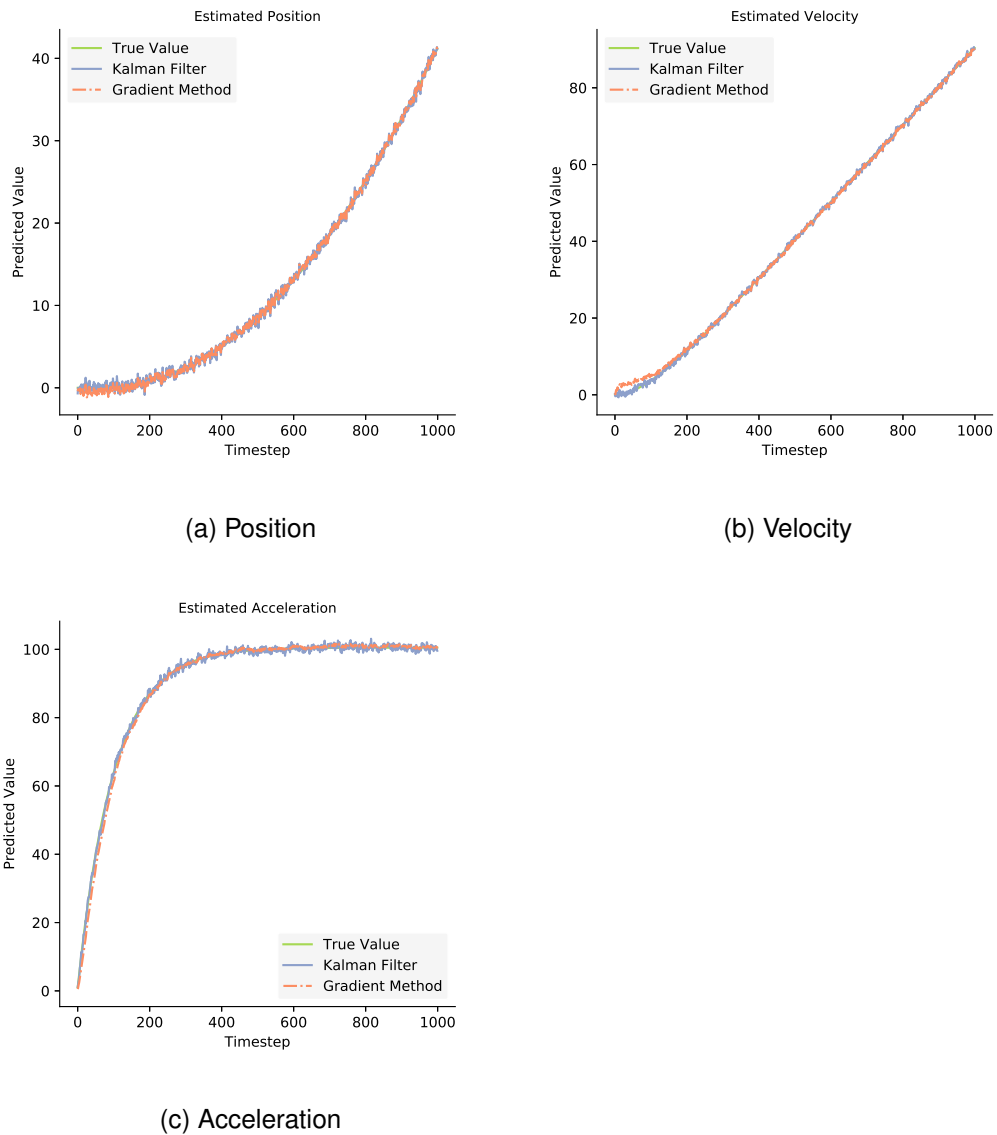 Estimated Position
True Value
Kalman Filter
Gradient Method
Predicted Value
40
30
20
10
0
0 200 400 600 800 1000
Timestep
(a) Position
Estimated Velocity
True Value
Kalman Filter
Gradient Method
Predicted Value
80
60
40
20
0
0 200 400 600 800 1000
Timestep
(b) Velocity
Estimated Acceleration
Predicted Value
100
80
60
40
20
0
True Value
Kalman Filter
Gradient Method
0 200 400 600 800 1000
Timestep
(c) Acceleration